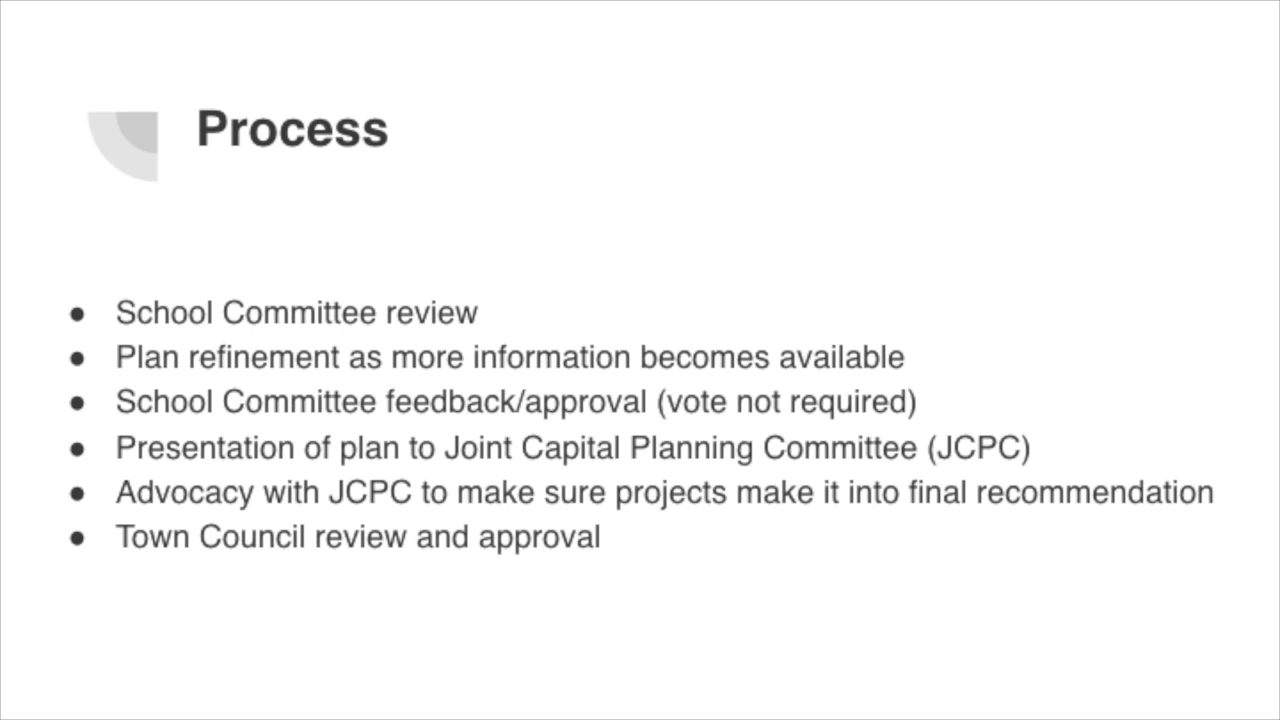 Process
● School Committee review
● Plan refinement as more information becomes available
● School Committee feedback/approval (vote not required)
● Presentation of plan to Joint Capital Planning Committee (JCPC)
● Advocacy with JCPC to make sure projects make it into final recommendation
● Town Council review and approval